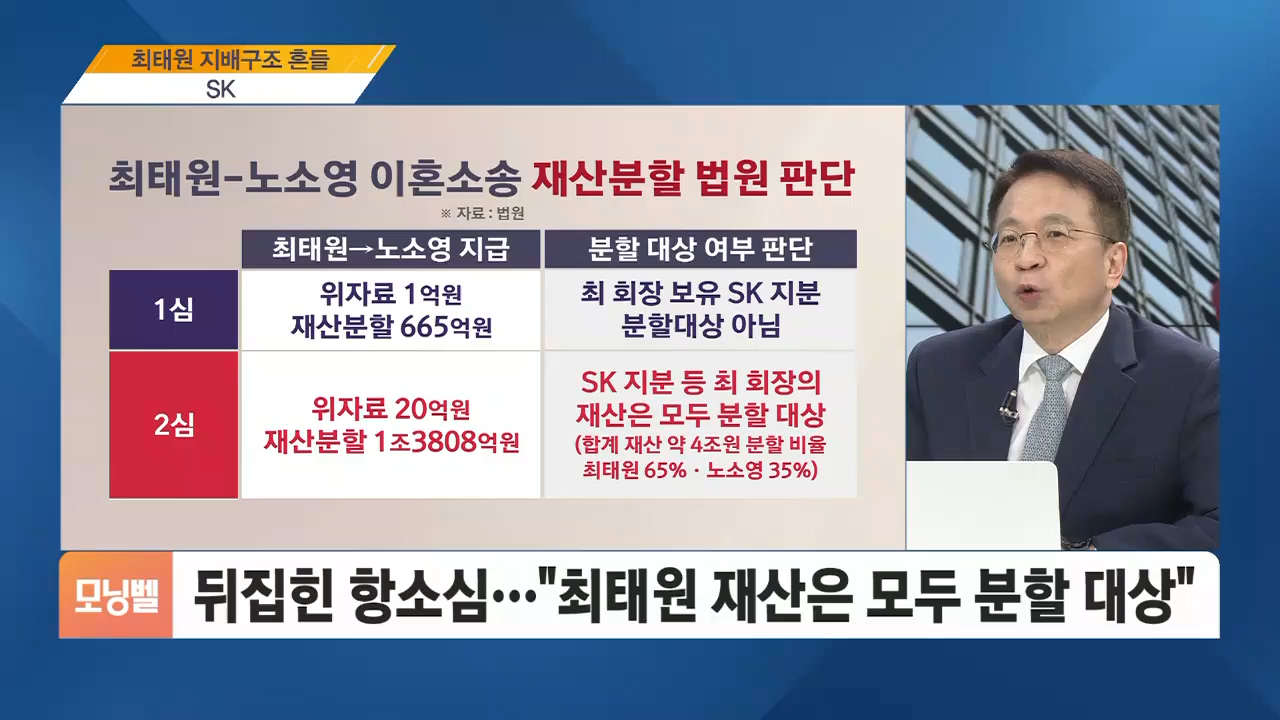 최태원 지배구조 흔들
SK
최태원-노소영 이혼소송 재산분할 법원 판단
※ 자료 : 법원
최태원→노소영 지급
분할 대상 여부 판단
1심
위자료 1억원
재산분할 665억원
최 회장 보유 SK 지분
분할대상 아님
2심
위자료 20억원
재산분할 1조3808억원
SK 지분 등 최 회장의
재산은 모두 분할 대상
(합계 재산 약 4조원 분할 비율
최태원 65% · 노소영 35%)
모닝벨
뒤집힌 항소심…"최태원 재산은 모두 분할 대상"